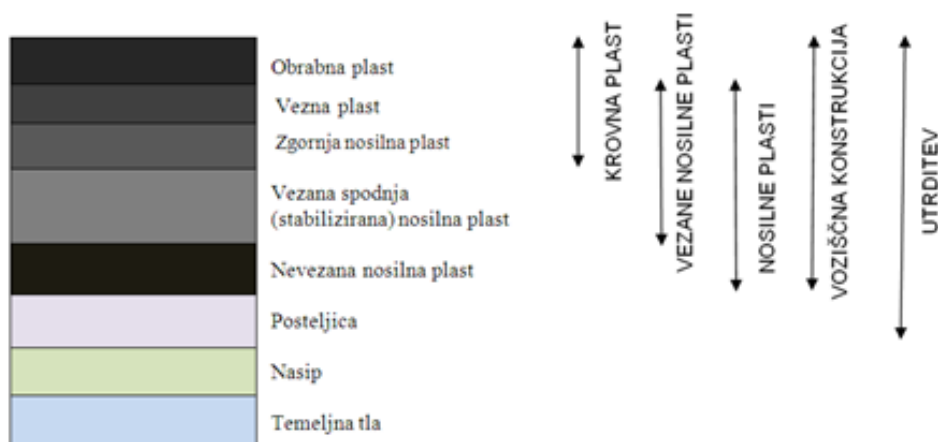 Obrabna plast
Vezna plast
Zgornja nosilna plast
Vezana spodnja
(stabilizirana) nosilna plast
Nevezana nosilna plast
Posteljica
Nasip
Temeljna tla
KROVNA PLAST
VEZANE NOSILNE PLASTI
NOSILNE PLASTI
VOZIŠČNA KONSTRUKCIJA
UTRDITEV